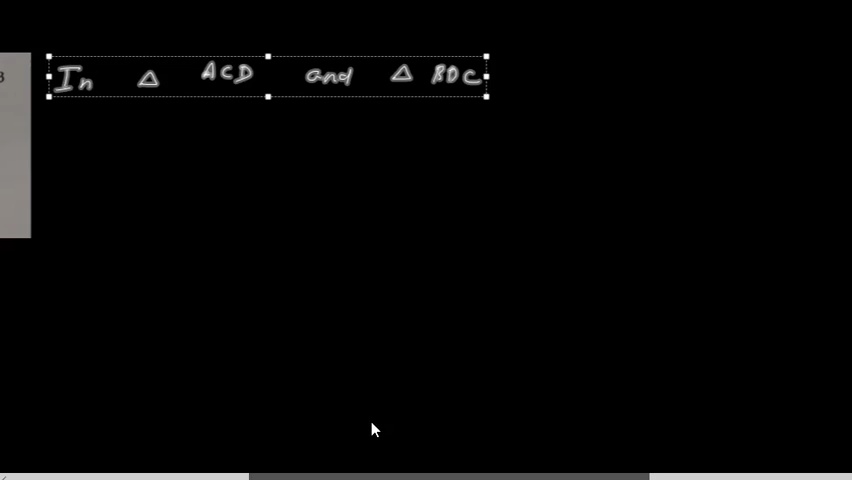 In Δ ACD and Δ BDC